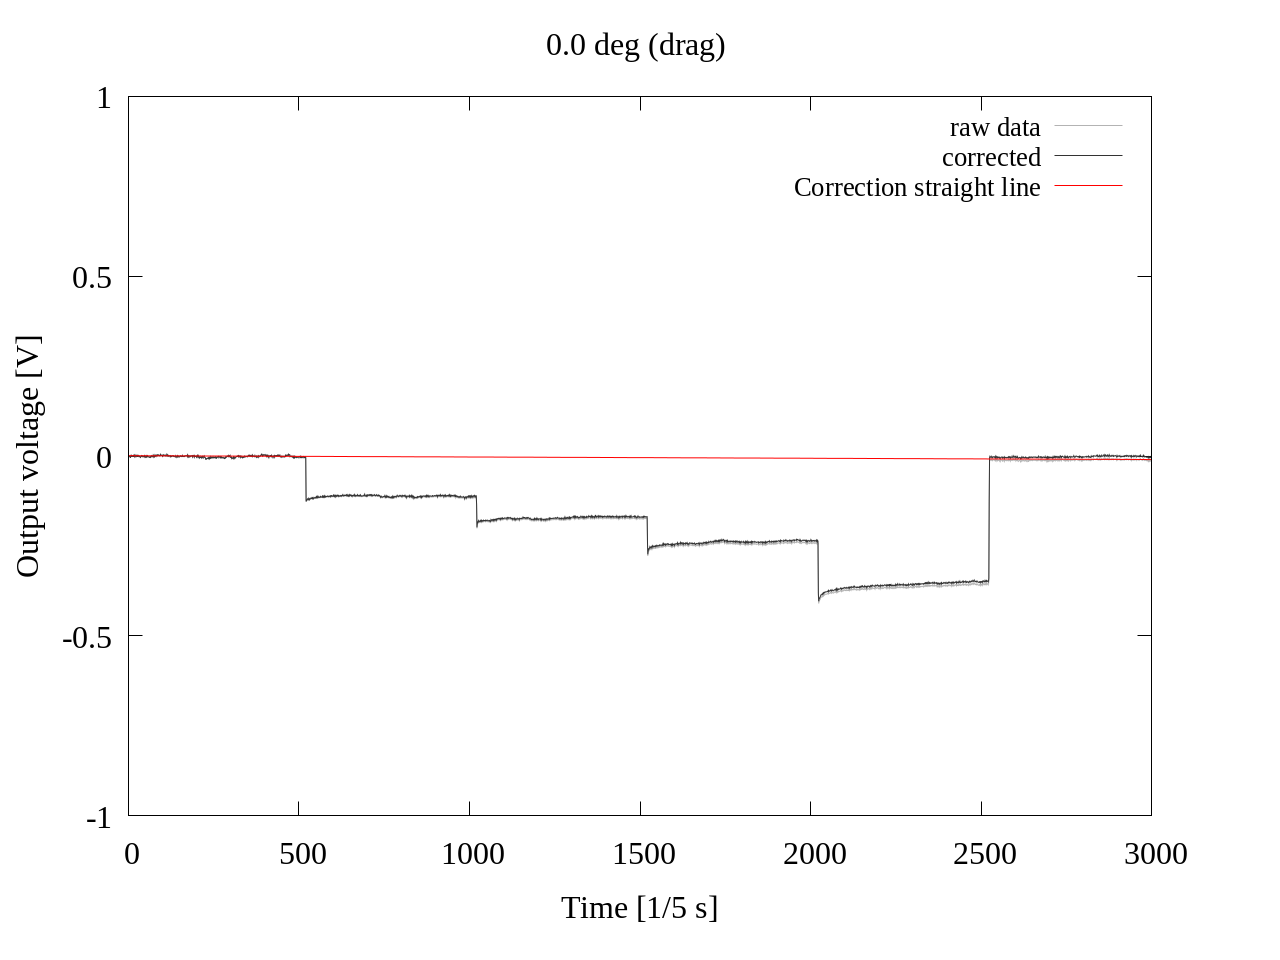 0.0 deg (drag)
1
0.5
0
-0.5
-1
Output voltage [V]
raw data
corrected
Correction straight line
0 500 1000 1500 2000 2500 3000
Time [1/5 s]